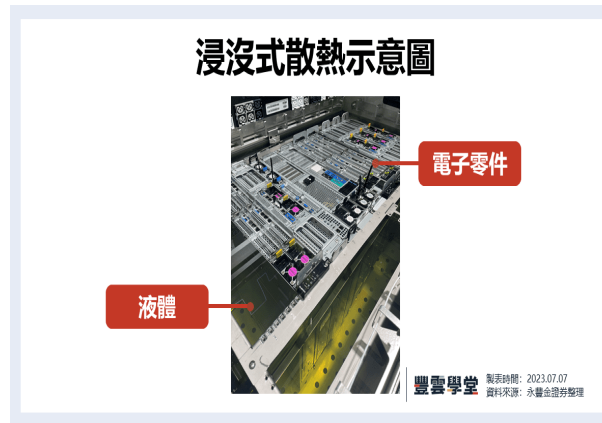 浸沒式散熱示意圖
電子零件
液體
豐雲學堂
製表時間：2023.07.07
資料來源：永豐金證券整理